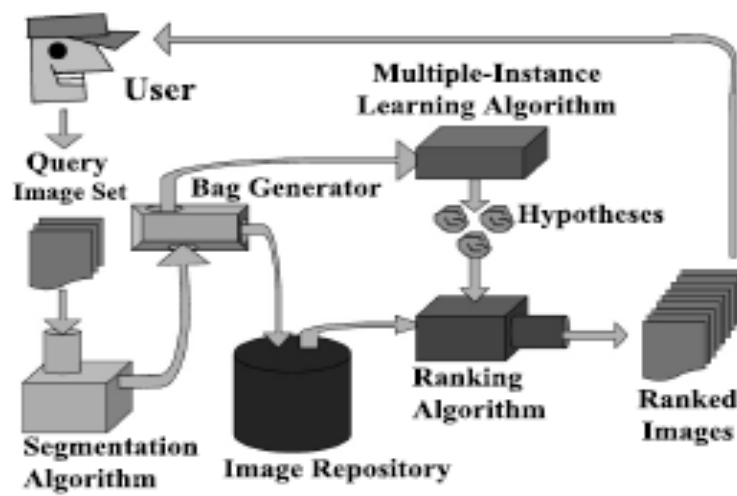 User
Multiple-Instance
Learning Algorithm
Query
Image Set
Bag Generator
Hypotheses
Ranking
Algorithm
Ranked
Images
Segmentation
Algorithm
Image Repository